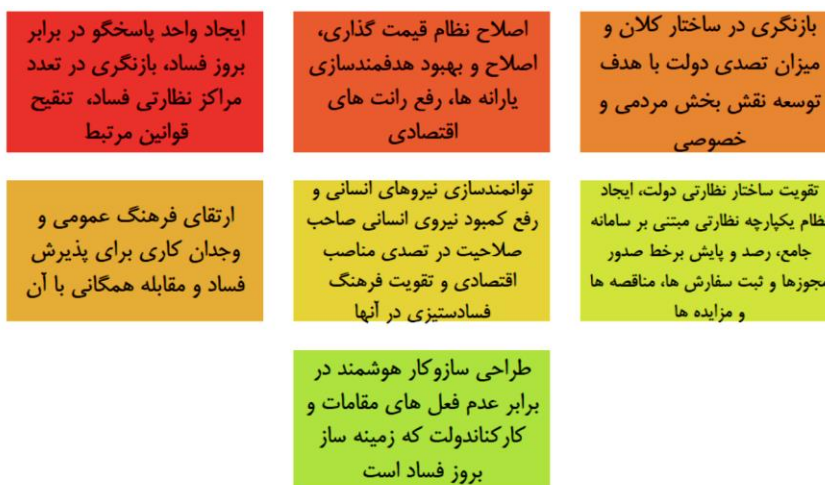 بازنگری در ساختار کلان و
میزان تصدی دولت با هدف
توسعه نقش بخش مردمی و
خصوصی
اصلاح نظام قیمت گذاری،
اصلاح و بهبود هدفمندسازی
یارانه ها، رفع رانت های
اقتصادی
ایجاد واحد پاسخگو در برابر
بروز فساد، بازنگری در تعدد
مراکز نظارتی فساد، تنقیح
قوانین مرتبط
تقویت ساختار نظارتی دولت، ایجاد
نظام یکپارچه نظارتی مبتنی بر سامانه
جامع، رصد و پایش برخط صدور
مجوزها و ثبت سفارش ها، مناقصه ها
و مزایده ها
توانمندسازی نیروهای انسانی و
رفع کمبود نیروی انسانی صاحب
صلاحیت در تصدی مناصب
اقتصادی و تقویت فرهنگ
فسادستیزی در آنها
ارتقای فرهنگ عمومی و
وجدان کاری برای پذیرش
فساد و مقابله همگانی با آن
طراحی سازوکار هوشمند در
برابر عدم فعل های مقامات و
کارکناندولت که زمینه ساز
بروز فساد است